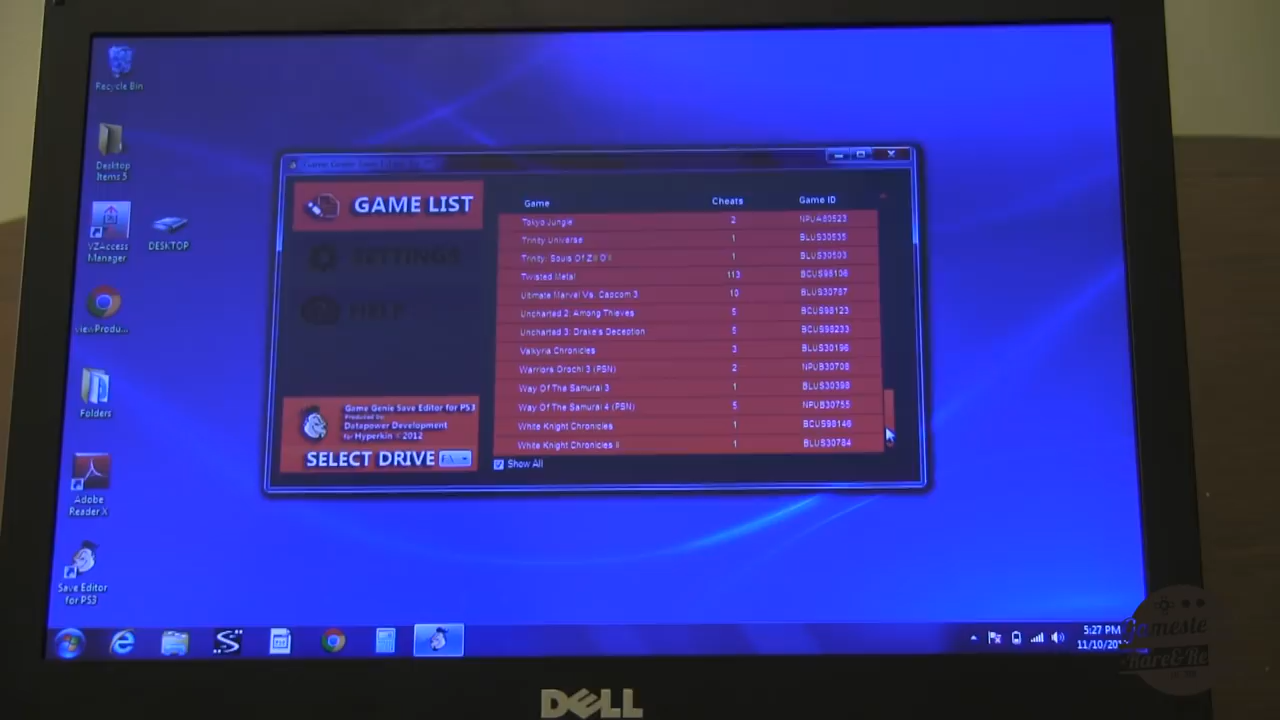 Recycle Bin
Desktop
Items 5
VZAccess
Manager
DESKTOP
viewProdu...
Folders
Adobe
Reader X
Save Editor
for PS3
GAME LIST
SETTINGS
HELP
Game Genie Save Editor for PS3
Produced by:
Datapower Development
for Hyperkin © 2012
SELECT DRIVE
Game Cheats Game ID
Tokyo Jungle 2 NPUA80523
Trinity Universe 1 BLUS30535
Trinity: Souls Of Zill O'll 1 BLUS30503
Twisted Metal 113 BCUS98106
Ultimate Marvel Vs. Capcom 3 10 BLUS30787
Uncharted 2: Among Thieves 5 BCUS98123
Uncharted 3: Drake's Deception 5 BCUS98233
Valkyria Chronicles 3 BLUS30196
Warriors Orochi 3 (PSN) 2 NPUB30708
Way Of The Samurai 3 1 BLUS30398
Way Of The Samurai 4 (PSN) 5 NPUB30755
White Knight Chronicles 1 BCUS98146
White Knight Chronicles II 1 BLUS30784
Show All
5:27 PM
DELL